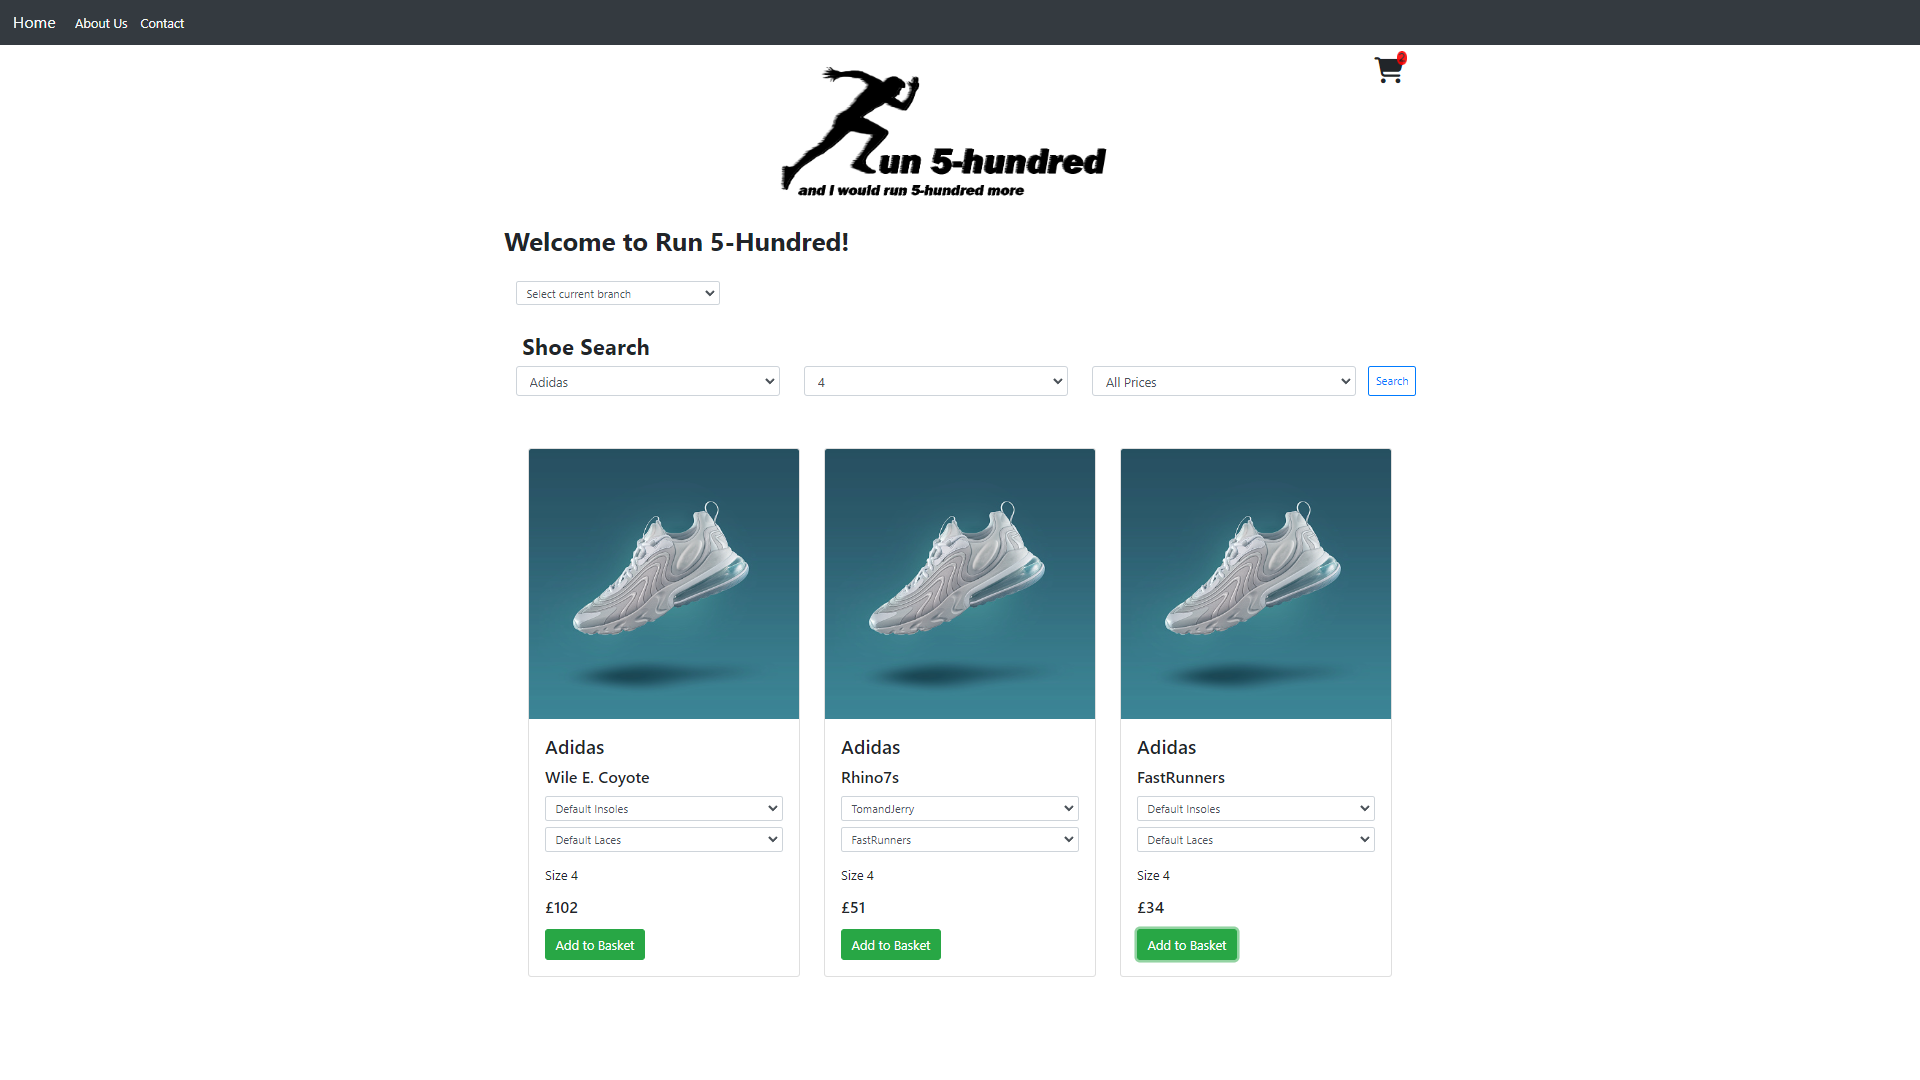 Home About Us Contact
un 5-hundred
and I would run 5-hundred more
Welcome to Run 5-Hundred!
Select current branch
Shoe Search
Adidas 4 All Prices Search
Adidas
Wile E. Coyote
Default Insoles
Default Laces
Size 4
£102
Add to Basket
Adidas
Rhino7s
TomandJerry
FastRunners
Size 4
£51
Add to Basket
Adidas
FastRunners
Default Insoles
Default Laces
Size 4
£34
Add to Basket